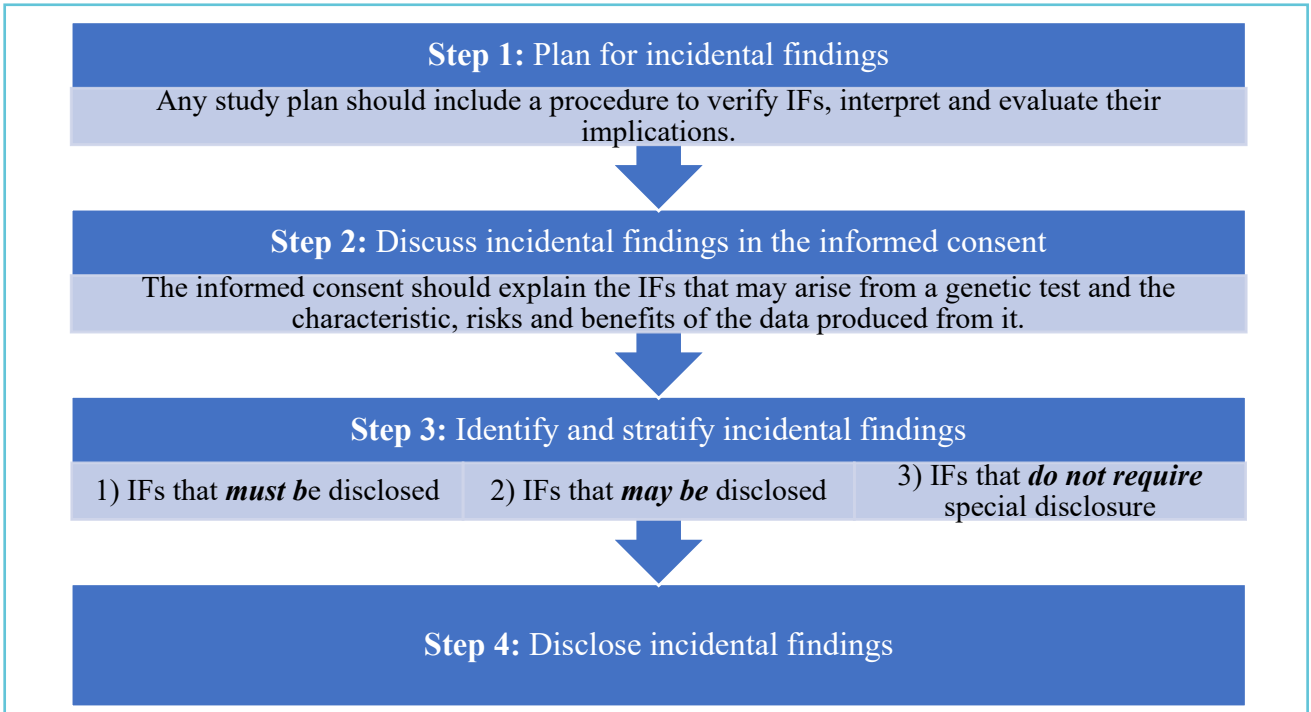 Step 1: Plan for incidental findings
Any study plan should include a procedure to verify IFs, interpret and evaluate their
implications.
Step 2: Discuss incidental findings in the informed consent
The informed consent should explain the IFs that may arise from a genetic test and the
characteristic, risks and benefits of the data produced from it.
Step 3: Identify and stratify incidental findings
1) IFs that must be disclosed
2) IFs that may be disclosed
3) IFs that do not require
special disclosure
Step 4: Disclose incidental findings